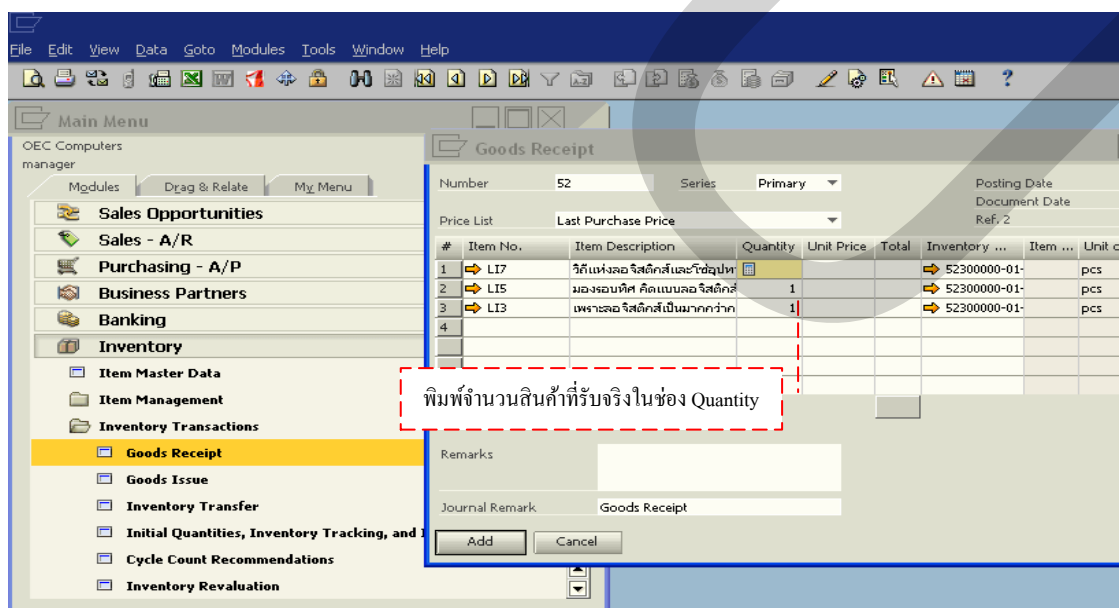 File Edit View Data Goto Modules Tools Window Help
Main Menu
OEC Computers
manager
Modules Drag & Relate My Menu
Sales Opportunities
Sales - A/R
Purchasing - A/P
Business Partners
Banking
Inventory
Item Master Data
Item Management
Inventory Transactions
Goods Receipt
Goods Issue
Inventory Transfer
Initial Quantities, Inventory Tracking, and
Cycle Count Recommendations
Inventory Revaluation
Goods Receipt
Number 52 Series Primary Posting Date
Document Date
Price List Last Purchase Price Ref. 2
# Item No. Item Description Quantity Unit Price Total Inventory ... Item ... Unit
1 LI7 วิถีแห่งลอจิสติกส์และโซ่อุปท 52300000-01- pcs
2 LI5 มองรอบทิศ คิดแบบลอจิสติกส์ 1 52300000-01- pcs
3 LI3 เพราะลอจิสติกส์เป็นมากกว่าก 1 52300000-01- pcs
4
พิมพ์จำนวนสินค้าที่รับจริงในช่อง Quantity
Remarks
Journal Remark Goods Receipt
Add Cancel